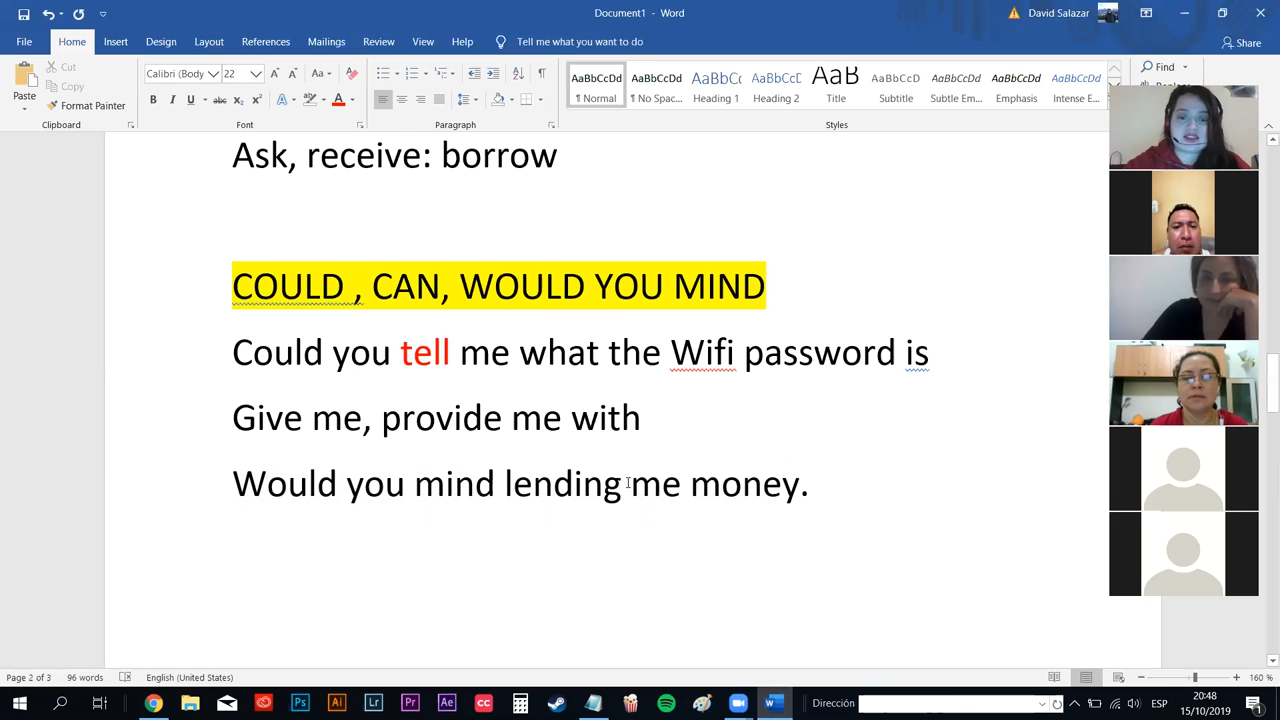 Document1 - Word
David Salazar
File Home Insert Design Layout References Mailings Review View Help Tell me what you want to do Share
Paste
Cut
Copy
Format Painter
Clipboard
Calibri (Body 22
Font
Paragraph
AaBbCcDd AaBbCcDd AaBbCc AaBbCcD AaB AaBbCcD AaBbCcDd AaBbCcDd AaBbCcDd
¶ Normal ¶ No Spac... Heading 1 Heading 2 Title Subtitle Subtle Em... Emphasis Intense E...
Styles
Find
Ask, receive: borrow
COULD , CAN, WOULD YOU MIND
Could you tell me what the Wifi password is
Give me, provide me with
Would you mind lending me money.
Page 2 of 3 96 words English (United States) 160 %
Dirección ESP 20:48
15/10/2019